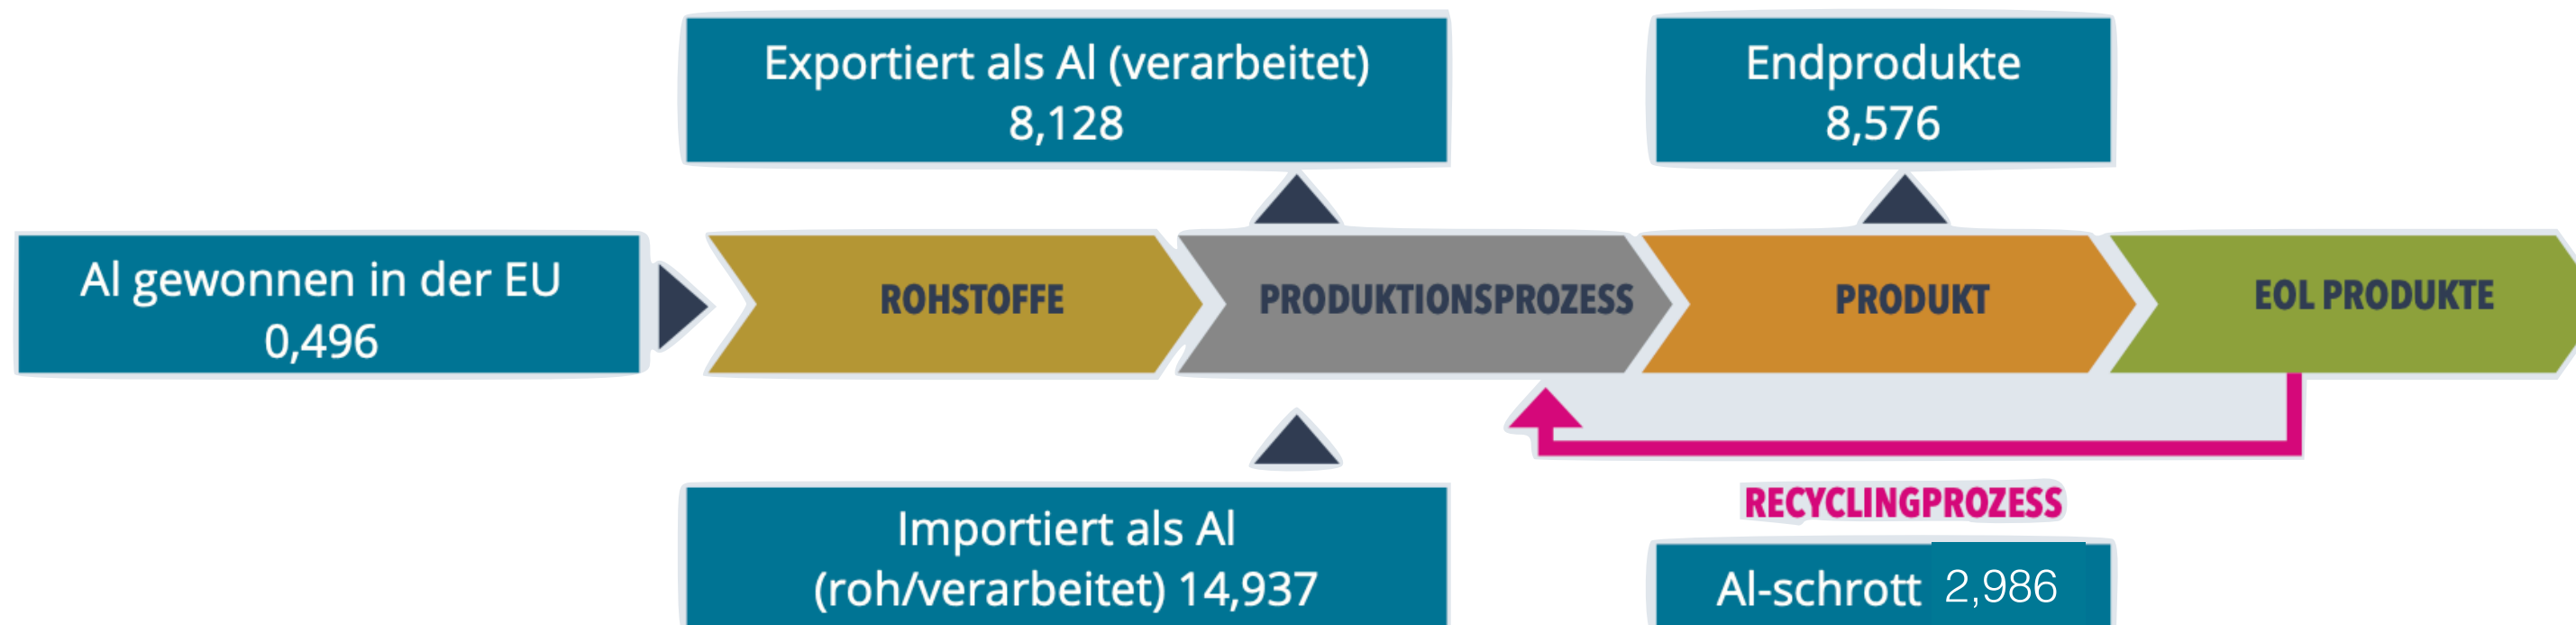 Exportiert als Al (verarbeitet)
8,128
Endprodukte
8,576
Al gewonnen in der EU
0,496
ROHSTOFFE
PRODUKTIONSPROZESS
PRODUKT
EOL PRODUKTE
Importiert als Al
(roh/verarbeitet) 14,937
RECYCLINGPROZESS
Al-schrott 2,986